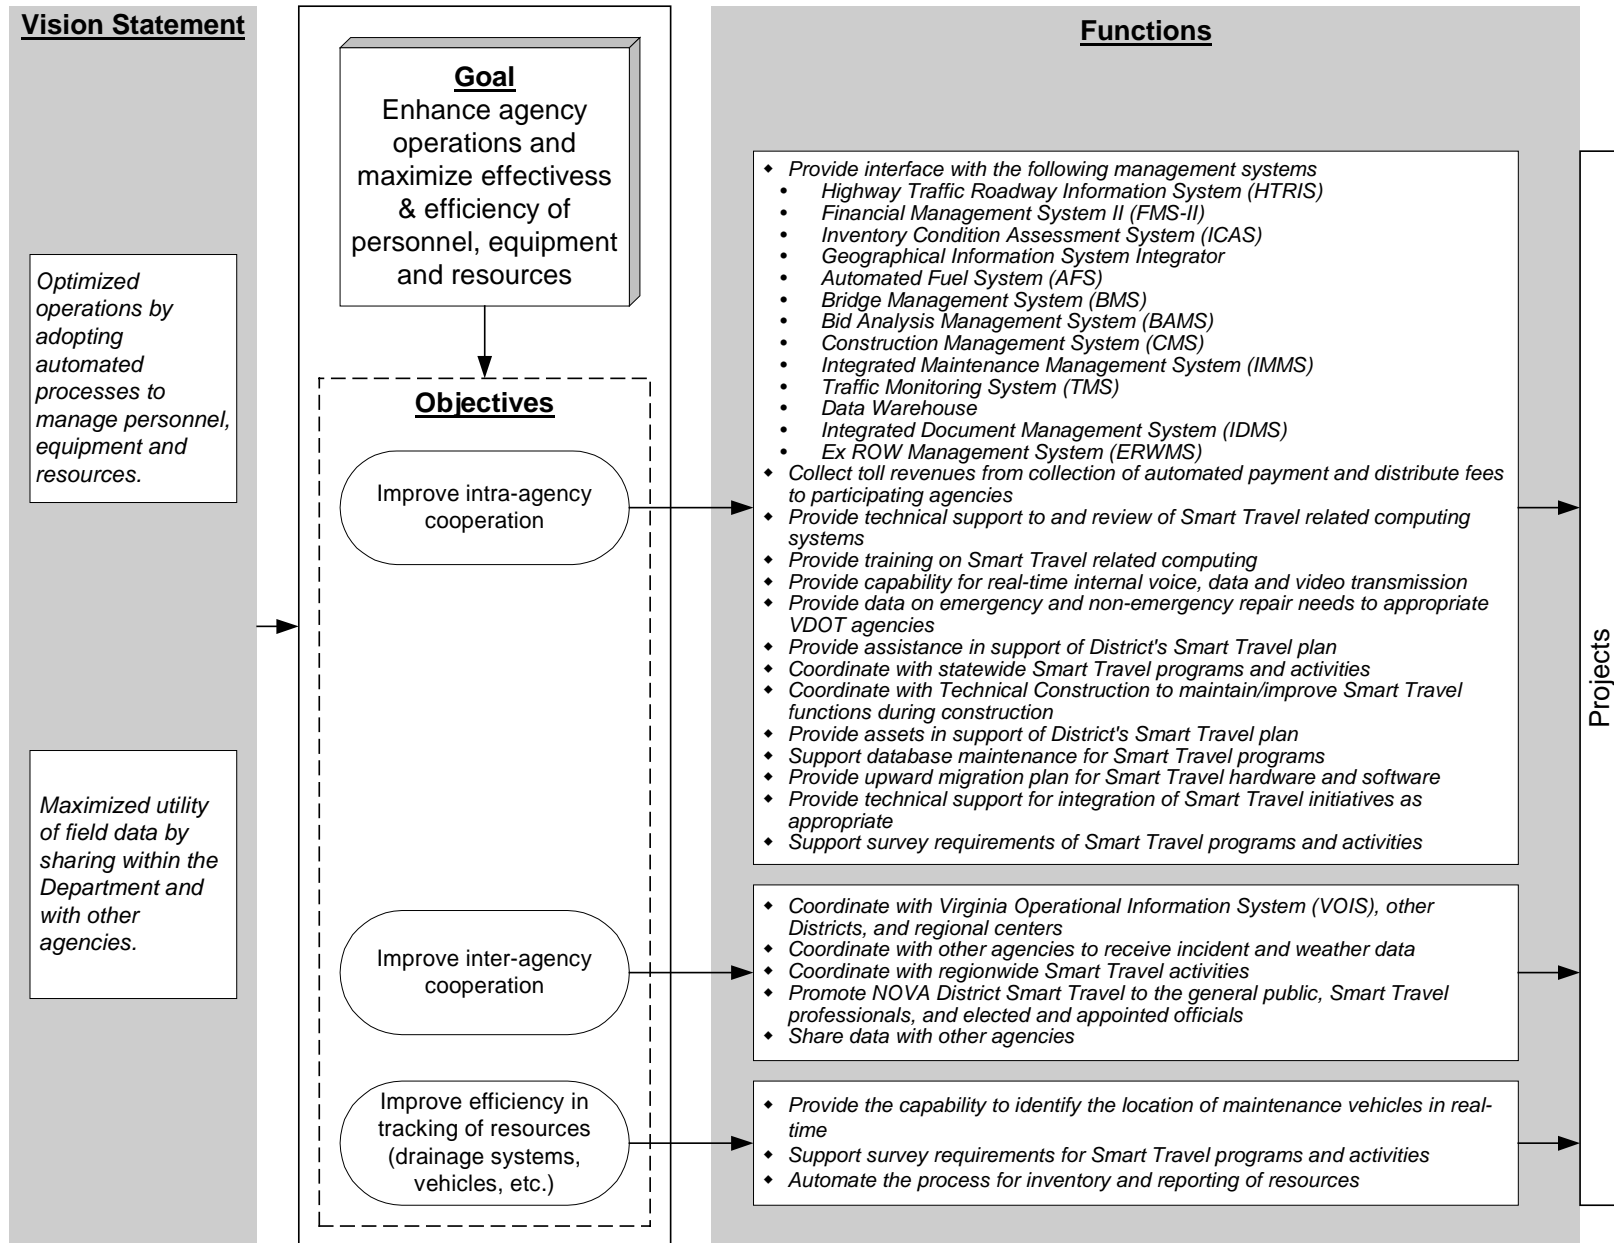 Vision Statement
Optimized
operations by
adopting
automated
processes to
manage personnel,
equipment and
resources.
Maximized utility
of field data by
sharing within the
Department and
with other
agencies.
Goal
Enhance agency
operations and
maximize effectivess
& efficiency of
personnel, equipment
and resources
Objectives
Improve intra-agency
cooperation
Improve inter-agency
cooperation
Improve efficiency in
tracking of resources
(drainage systems,
vehicles, etc.)
Functions
◆ Provide interface with the following management systems
• Highway Traffic Roadway Information System (HTRIS)
• Financial Management System II (FMS-II)
• Inventory Condition Assessment System (ICAS)
• Geographical Information System Integrator
• Automated Fuel System (AFS)
• Bridge Management System (BMS)
• Bid Analysis Management System (BAMS)
• Construction Management System (CMS)
• Integrated Maintenance Management System (IMMS)
• Traffic Monitoring System (TMS)
• Data Warehouse
• Integrated Document Management System (IDMS)
• Ex ROW Management System (ERWMS)
◆ Collect toll revenues from collection of automated payment and distribute fees
to participating agencies
◆ Provide technical support to and review of Smart Travel related computing
systems
◆ Provide training on Smart Travel related computing
◆ Provide capability for real-time internal voice, data and video transmission
◆ Provide data on emergency and non-emergency repair needs to appropriate
VDOT agencies
◆ Provide assistance in support of District's Smart Travel plan
◆ Coordinate with statewide Smart Travel programs and activities
◆ Coordinate with Technical Construction to maintain/improve Smart Travel
functions during construction
◆ Provide assets in support of District's Smart Travel plan
◆ Support database maintenance for Smart Travel programs
◆ Provide upward migration plan for Smart Travel hardware and software
◆ Provide technical support for integration of Smart Travel initiatives as
appropriate
◆ Support survey requirements of Smart Travel programs and activities
◆ Coordinate with Virginia Operational Information System (VOIS), other
Districts, and regional centers
◆ Coordinate with other agencies to receive incident and weather data
◆ Coordinate with regionwide Smart Travel activities
◆ Promote NOVA District Smart Travel to the general public, Smart Travel
professionals, and elected and appointed officials
◆ Share data with other agencies
◆ Provide the capability to identify the location of maintenance vehicles in real-
time
◆ Support survey requirements for Smart Travel programs and activities
◆ Automate the process for inventory and reporting of resources
Projects